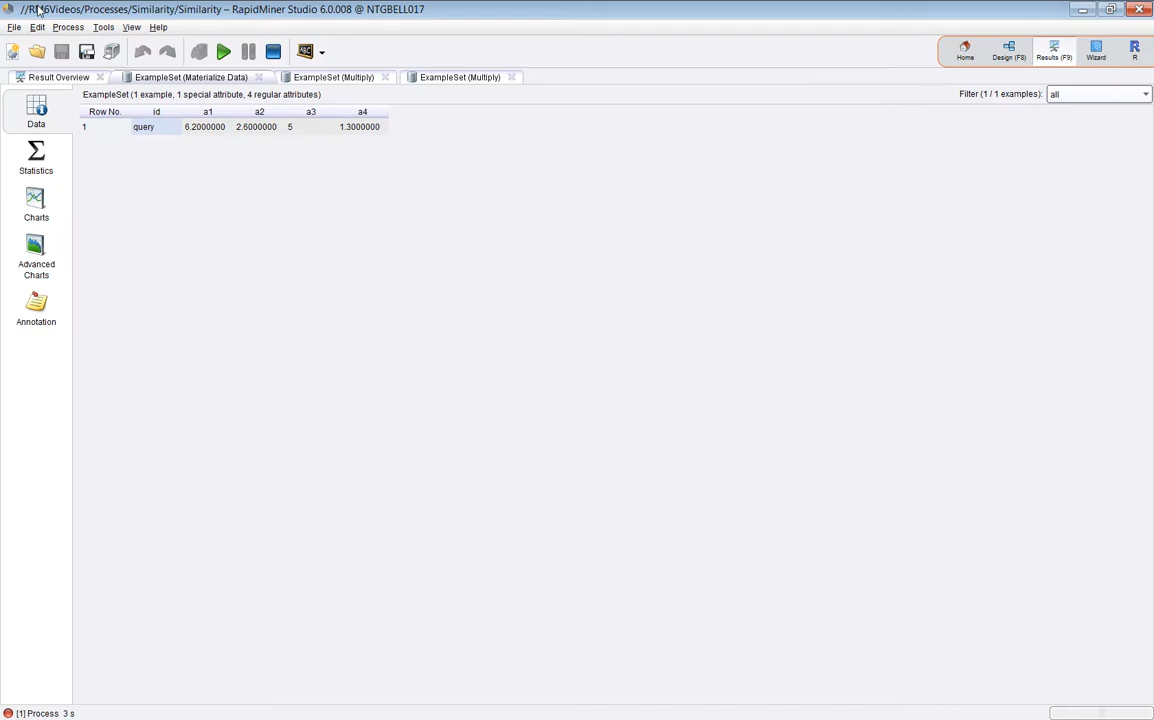 //RM6Videos/Processes/Similarity/Similarity – RapidMiner Studio 6.0.008 @ NTGBELL017
File Edit Process Tools View Help
ABC
Home Design (F8) Results (F9) Wizard R
R
Result Overview ExampleSet (Materialize Data) ExampleSet (Multiply) ExampleSet (Multiply)
ExampleSet (1 example, 1 special attribute, 4 regular attributes) Filter (1 / 1 examples): all
Row No. id a1 a2 a3 a4
1 query 6.2000000 2.6000000 5 1.3000000
Data
Statistics
Charts
Advanced
Charts
Annotation
[1] Process 3 s